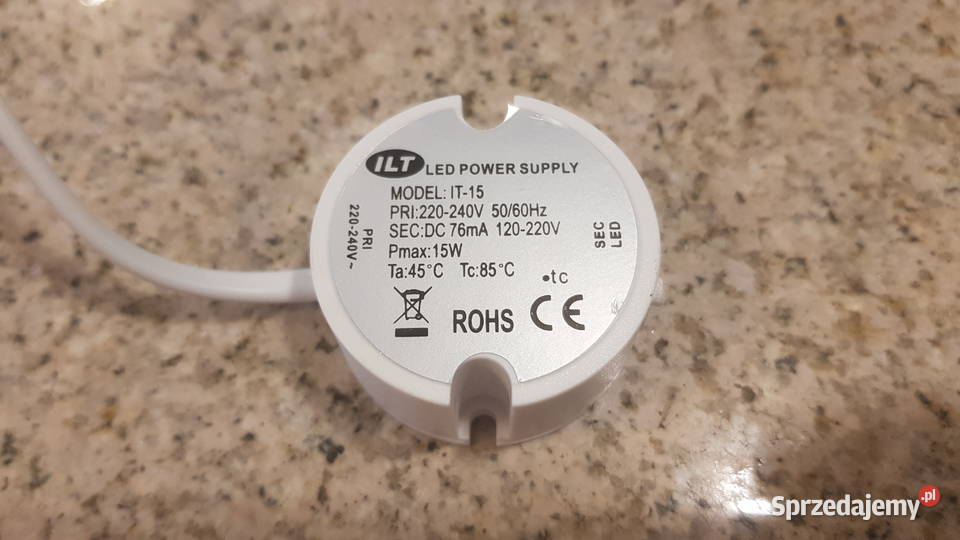 ILT LED POWER SUPPLY
MODEL: IT-15
PRI:220-240V 50/60Hz
SEC:DC 76mA 120-220V
Pmax:15W
Ta:45°C Tc:85°C •tc
ROHS CE
PRI
220-240V~
SEC
LED
Sprzedajemy.pl